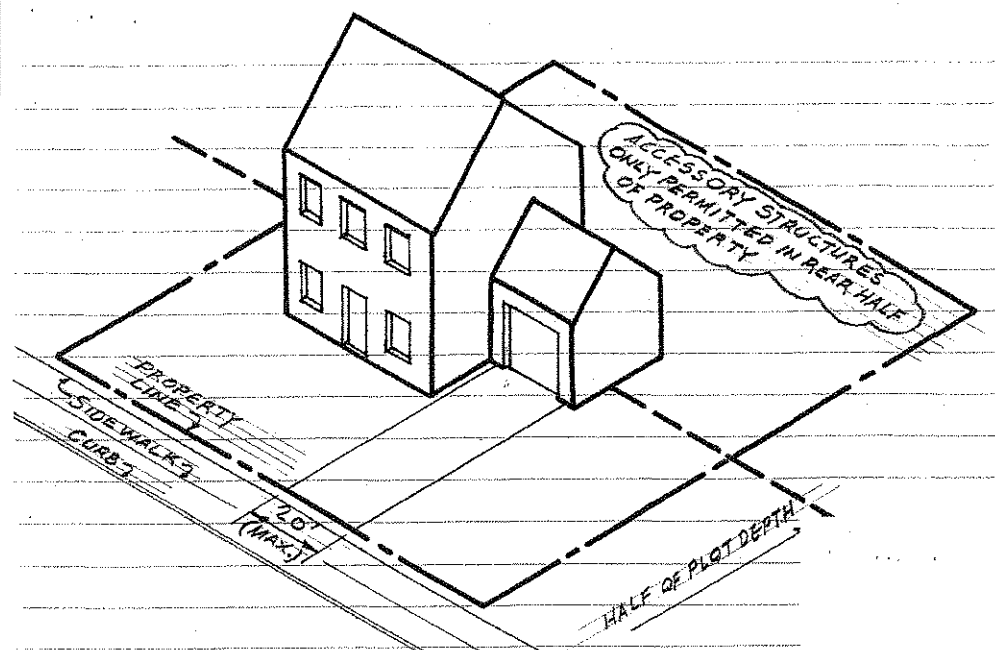 ACCESSORY STRUCTURES
ONLY PERMITTED IN REAR HALF
OF PROPERTY
PROPERTY
LINE
SIDEWALK
CURB
20'
(MAX.)
HALF OF PLOT DEPTH